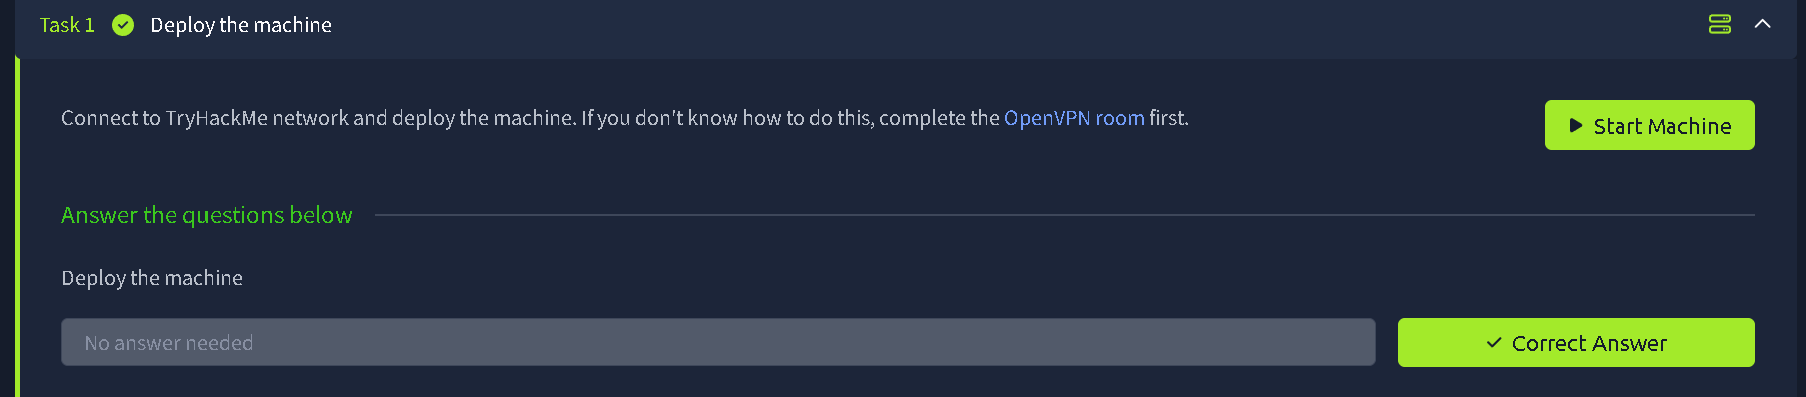 Task 1 Deploy the machine
Connect to TryHackMe network and deploy the machine. If you don't know how to do this, complete the OpenVPN room first.
Start Machine
Answer the questions below
Deploy the machine
No answer needed
Correct Answer